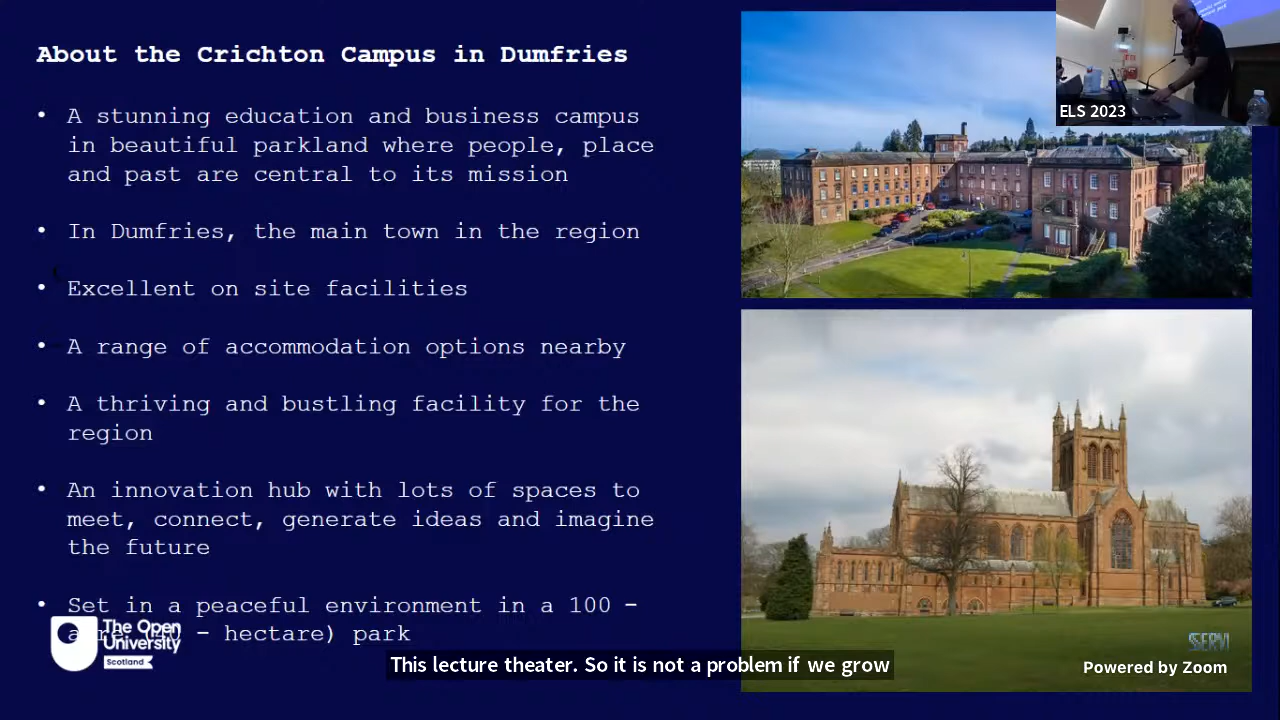 About the Crichton Campus in Dumfries
• A stunning education and business campus
in beautiful parkland where people, place
and past are central to its mission
• In Dumfries, the main town in the region
• Excellent on site facilities
• A range of accommodation options nearby
• A thriving and bustling facility for the
region
• An innovation hub with lots of spaces to
meet, connect, generate ideas and imagine
the future
• Set in a peaceful environment in a 100 -
- hectare) park
The Open
University
Scotland
ELS 2023
This lecture theater. So it is not a problem if we grow
Powered by Zoom